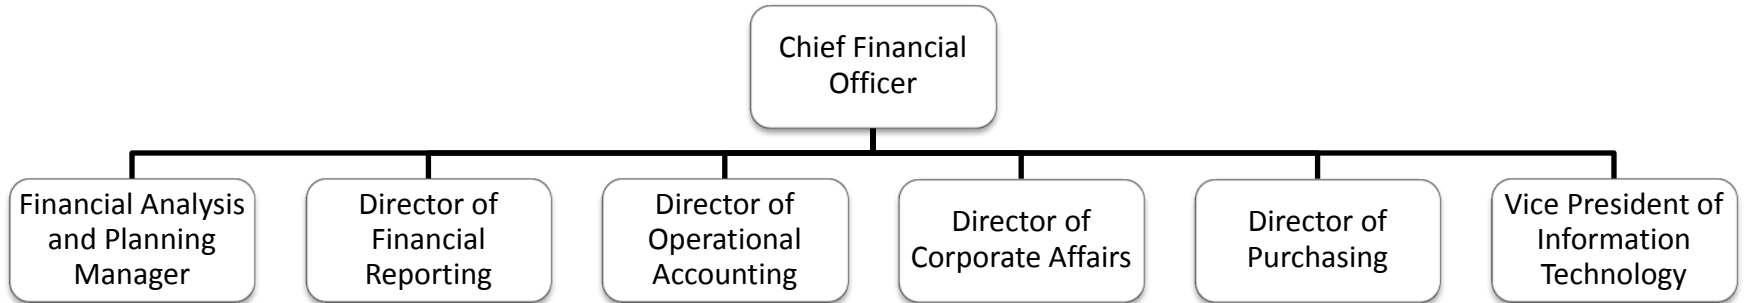 Chief Financial
Officer
Financial Analysis
and Planning
Manager
Director of
Financial
Reporting
Director of
Operational
Accounting
Director of
Corporate Affairs
Director of
Purchasing
Vice President of
Information
Technology